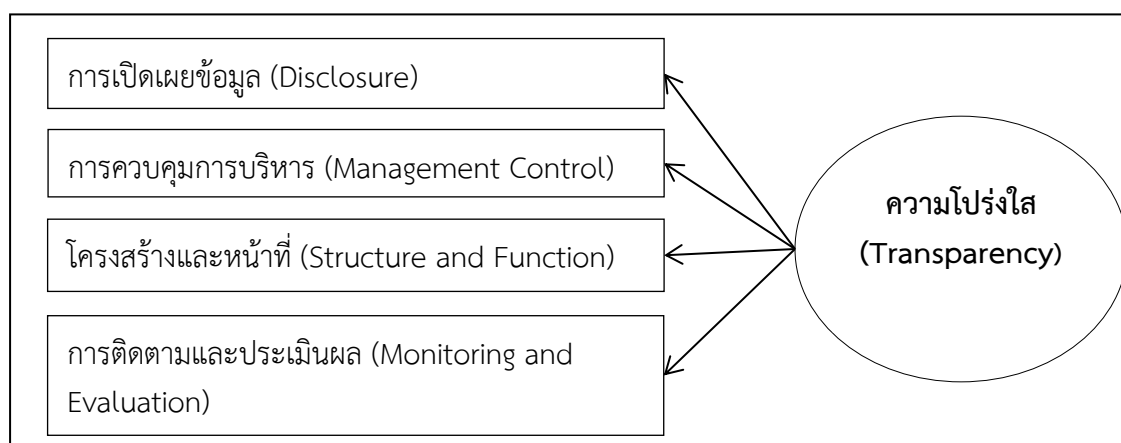 การเปิดเผยข้อมูล (Disclosure)
การควบคุมการบริหาร (Management Control)
โครงสร้างและหน้าที่ (Structure and Function)
การติดตามและประเมินผล (Monitoring and
Evaluation)
ความโปร่งใส
(Transparency)